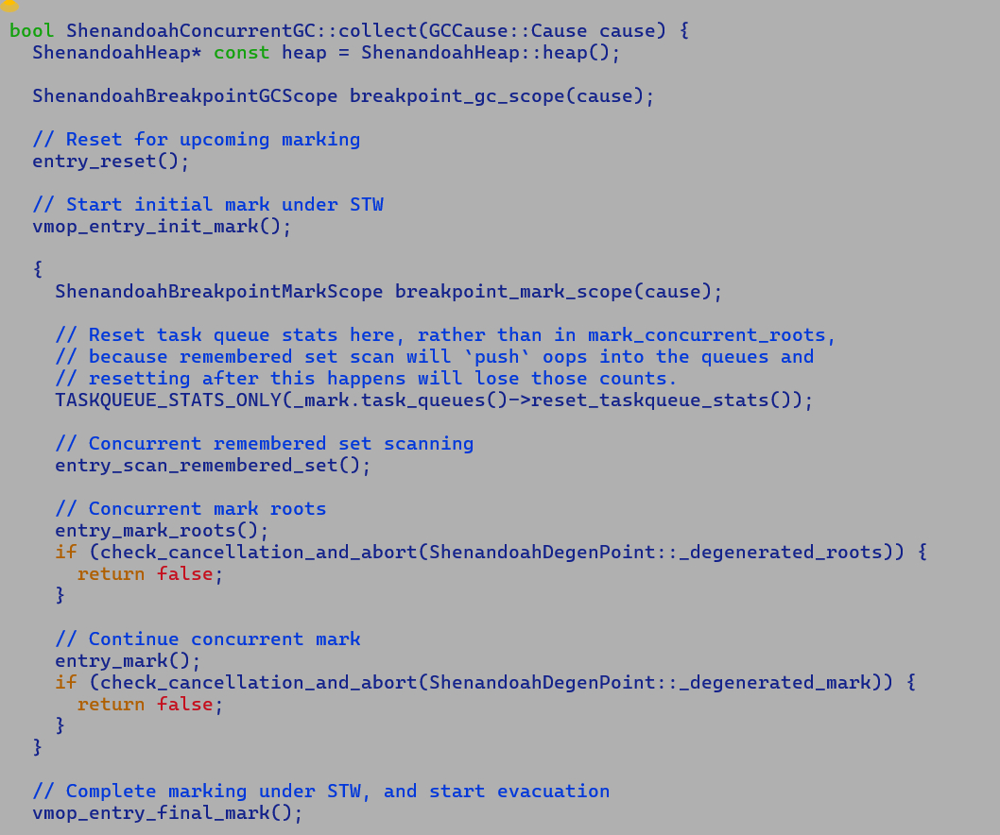 bool ShenandoahConcurrentGC::collect(GCCause::Cause cause) {
  ShenandoahHeap* const heap = ShenandoahHeap::heap();

  ShenandoahBreakpointGCScope breakpoint_gc_scope(cause);

  // Reset for upcoming marking
  entry_reset();

  // Start initial mark under STW
  vmop_entry_init_mark();

  {
    ShenandoahBreakpointMarkScope breakpoint_mark_scope(cause);

    // Reset task queue stats here, rather than in mark_concurrent_roots,
    // because remembered set scan will `push` oops into the queues and
    // resetting after this happens will lose those counts.
    TASKQUEUE_STATS_ONLY(_mark.task_queues()->reset_taskqueue_stats());

    // Concurrent remembered set scanning
    entry_scan_remembered_set();

    // Concurrent mark roots
    entry_mark_roots();
    if (check_cancellation_and_abort(ShenandoahDegenPoint::_degenerated_roots)) {
      return false;
    }

    // Continue concurrent mark
    entry_mark();
    if (check_cancellation_and_abort(ShenandoahDegenPoint::_degenerated_mark)) {
      return false;
    }
  }

  // Complete marking under STW, and start evacuation
  vmop_entry_final_mark();